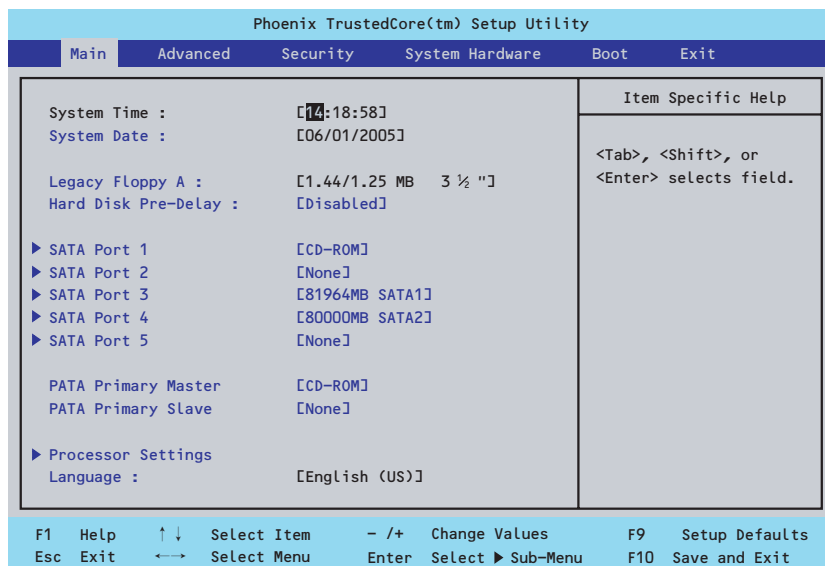 Phoenix TrustedCore(tm) Setup Utility
Main Advanced Security System Hardware Boot Exit
Item Specific Help
System Time : [14:18:58]
System Date : [06/01/2005]
<Tab>, <Shift>, or
<Enter> selects field.
Legacy Floppy A : [1.44/1.25 MB 3 ½ "]
Hard Disk Pre-Delay : [Disabled]
▶ SATA Port 1 [CD-ROM]
▶ SATA Port 2 [None]
▶ SATA Port 3 [81964MB SATA1]
▶ SATA Port 4 [80000MB SATA2]
▶ SATA Port 5 [None]
PATA Primary Master [CD-ROM]
PATA Primary Slave [None]
▶ Processor Settings
Language : [English (US)]
F1 Help ↑↓ Select Item - /+ Change Values F9 Setup Defaults
Esc Exit ←→ Select Menu Enter Select ▶ Sub-Menu F10 Save and Exit